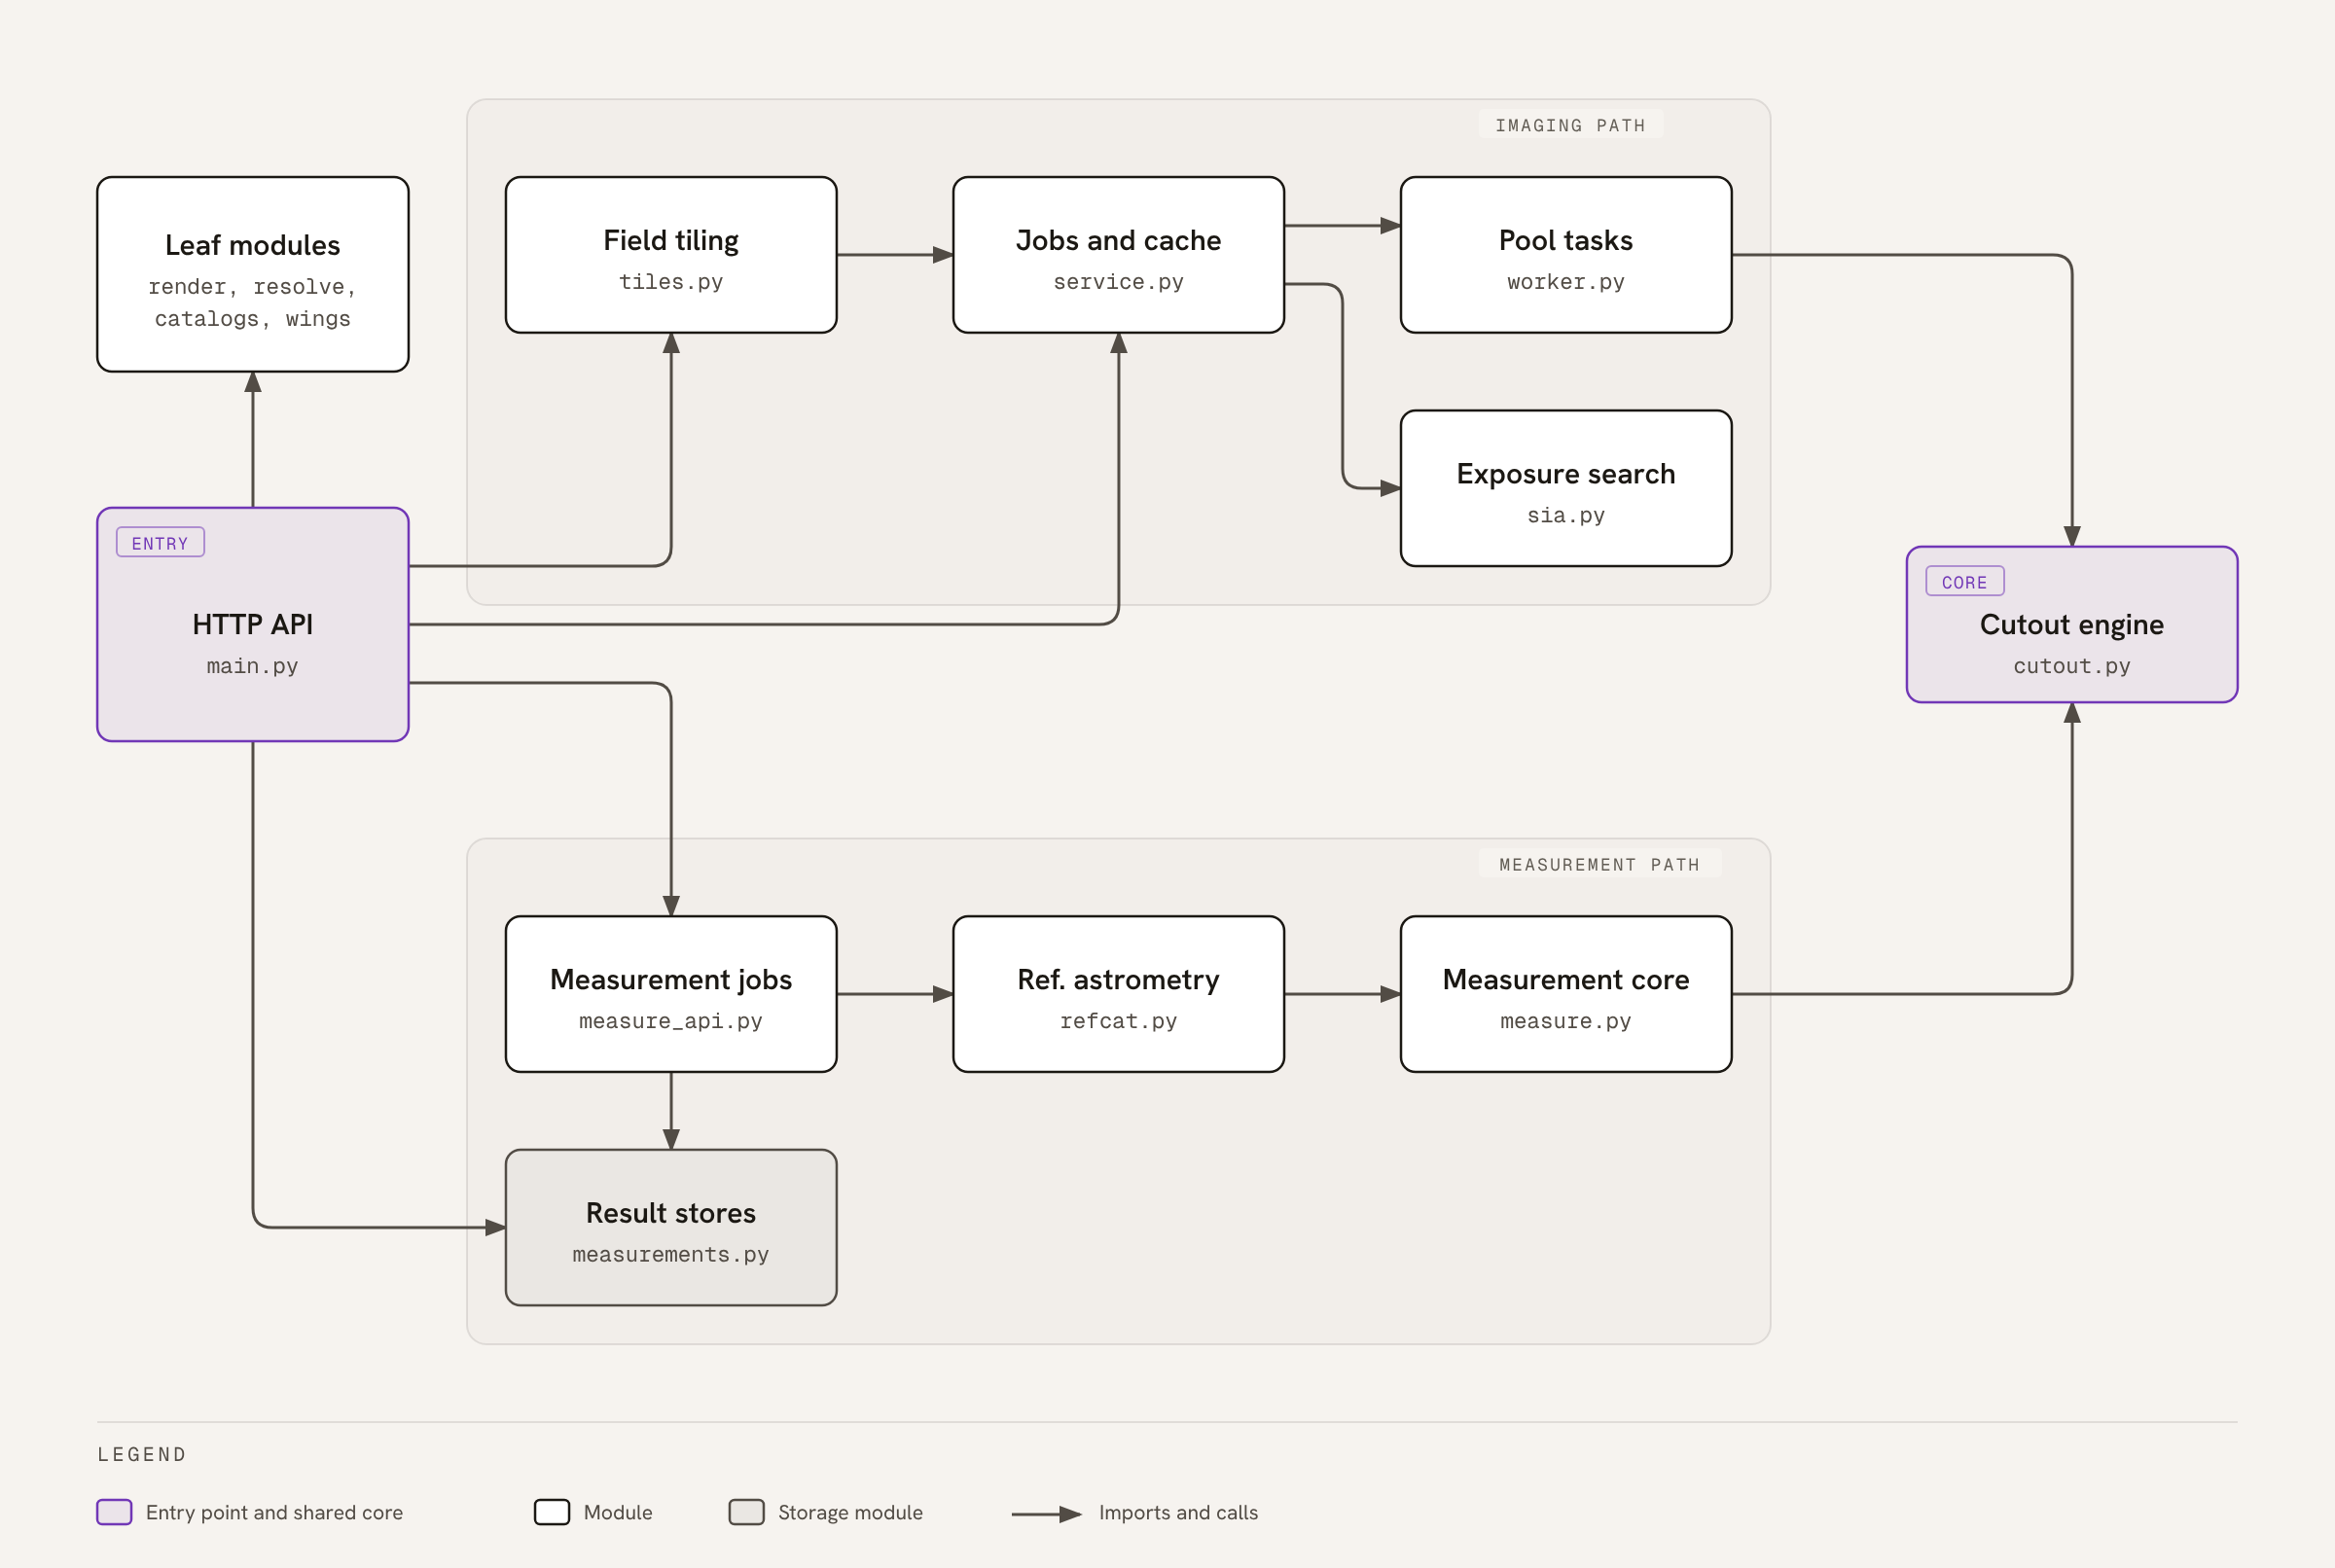 IMAGING PATH
Leaf modules
render, resolve,
catalogs, wings
Field tiling
tiles.py
Jobs and cache
service.py
Pool tasks
worker.py
Exposure search
sia.py
ENTRY
HTTP API
main.py
CORE
Cutout engine
cutout.py
MEASUREMENT PATH
Measurement jobs
measure_api.py
Ref. astrometry
refcat.py
Measurement core
measure.py
Result stores
measurements.py
LEGEND
Entry point and shared core
Module
Storage module
Imports and calls